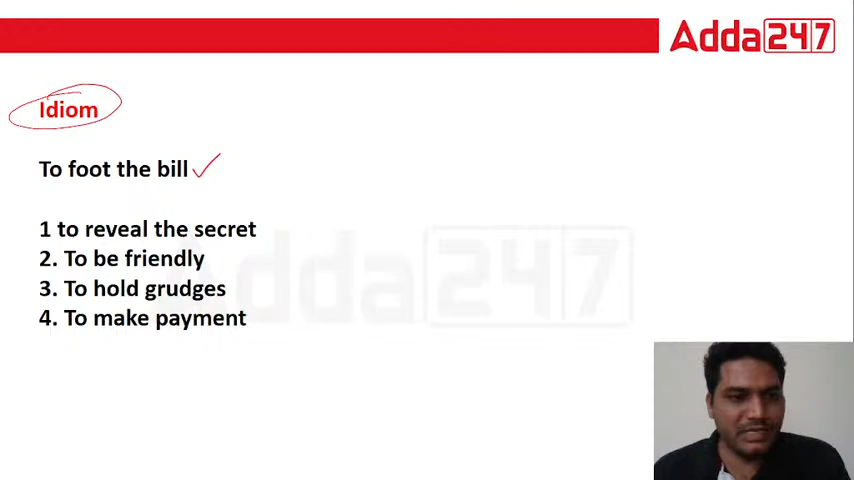 Adda247
Idiom
To foot the bill
1 to reveal the secret
2. To be friendly
3. To hold grudges
4. To make payment
Adda247